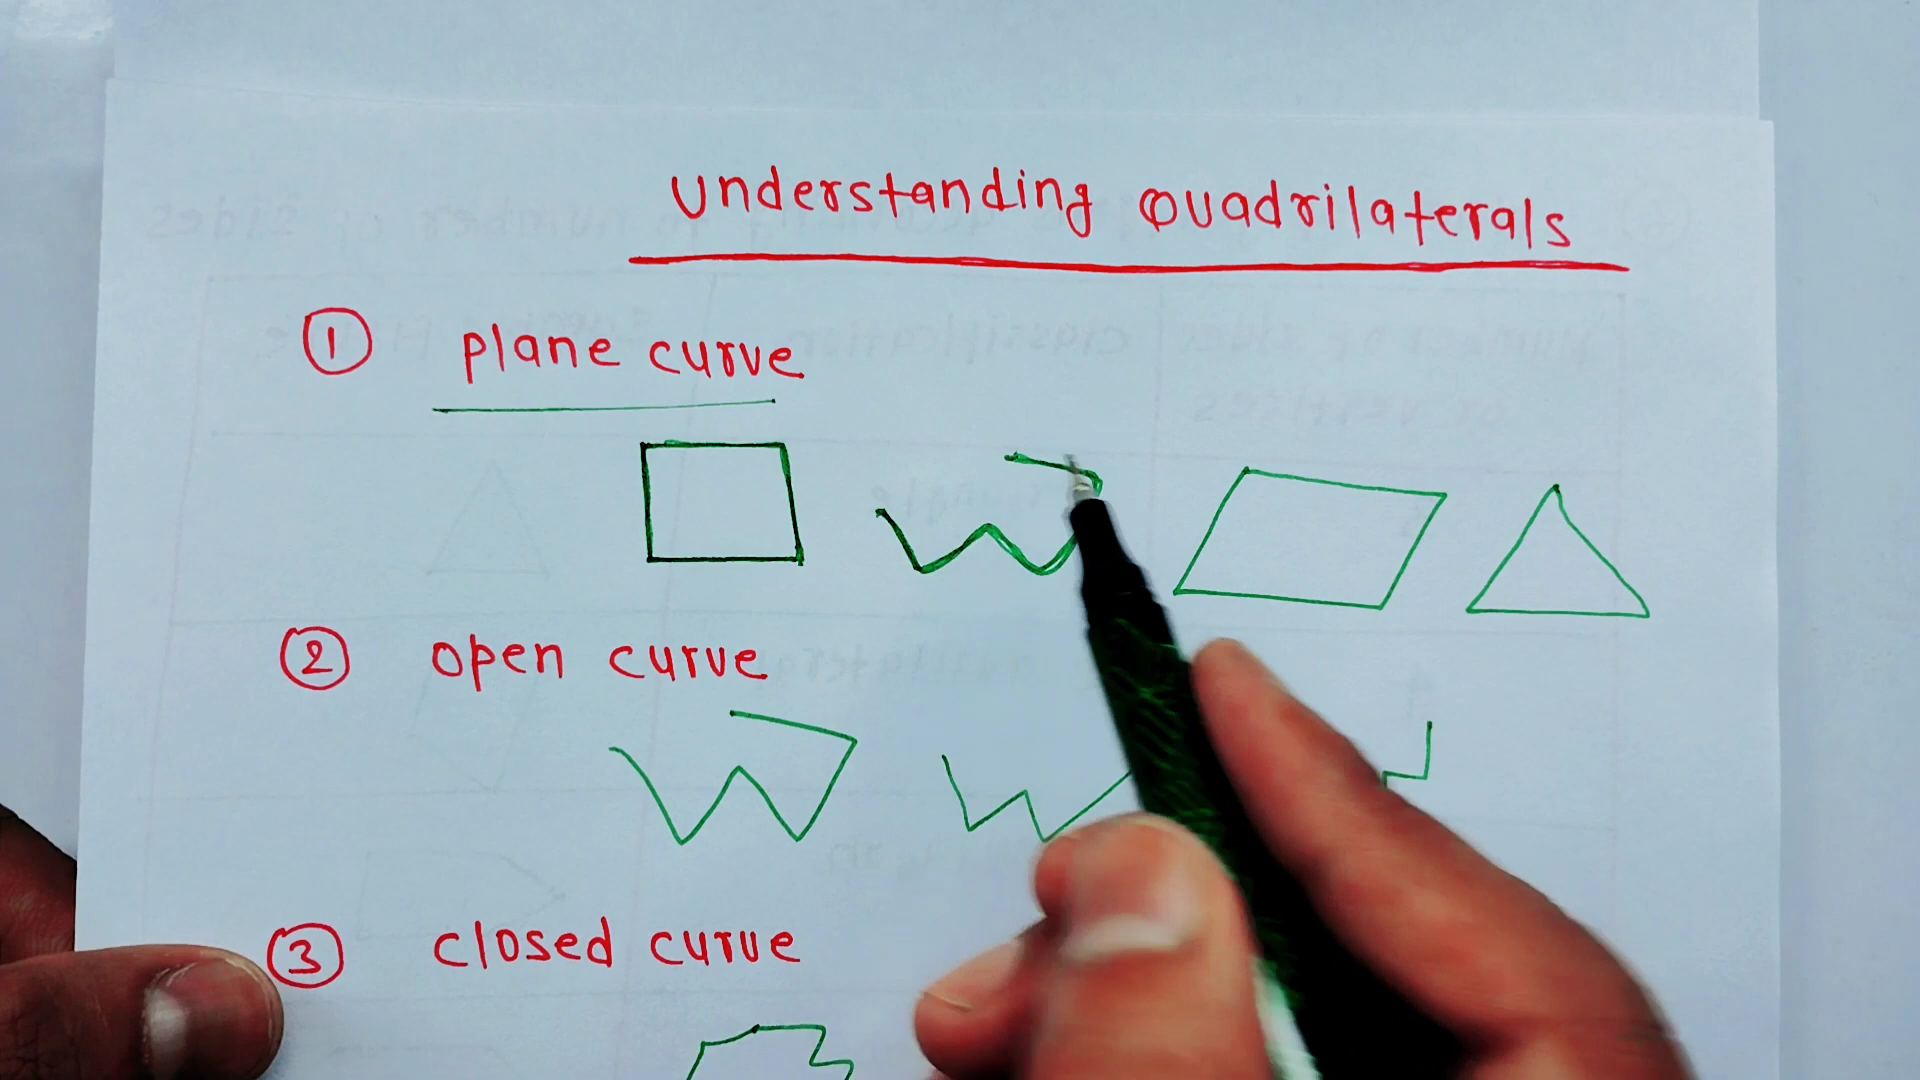 Understanding Quadrilaterals
1 plane curve
2 open curve
3 closed curve